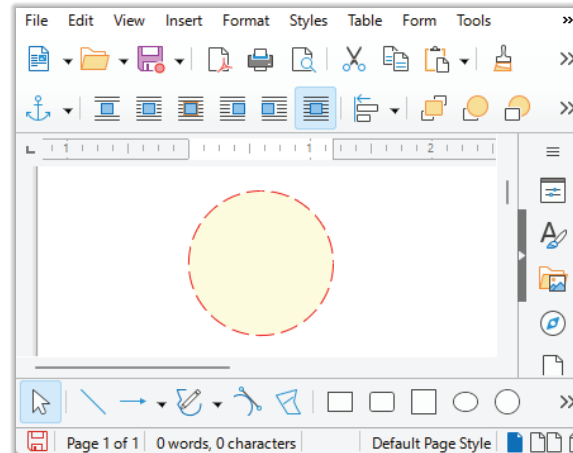 File Edit View Insert Format Styles Table Form Tools »
1 1 2
Page 1 of 1 0 words, 0 characters Default Page Style